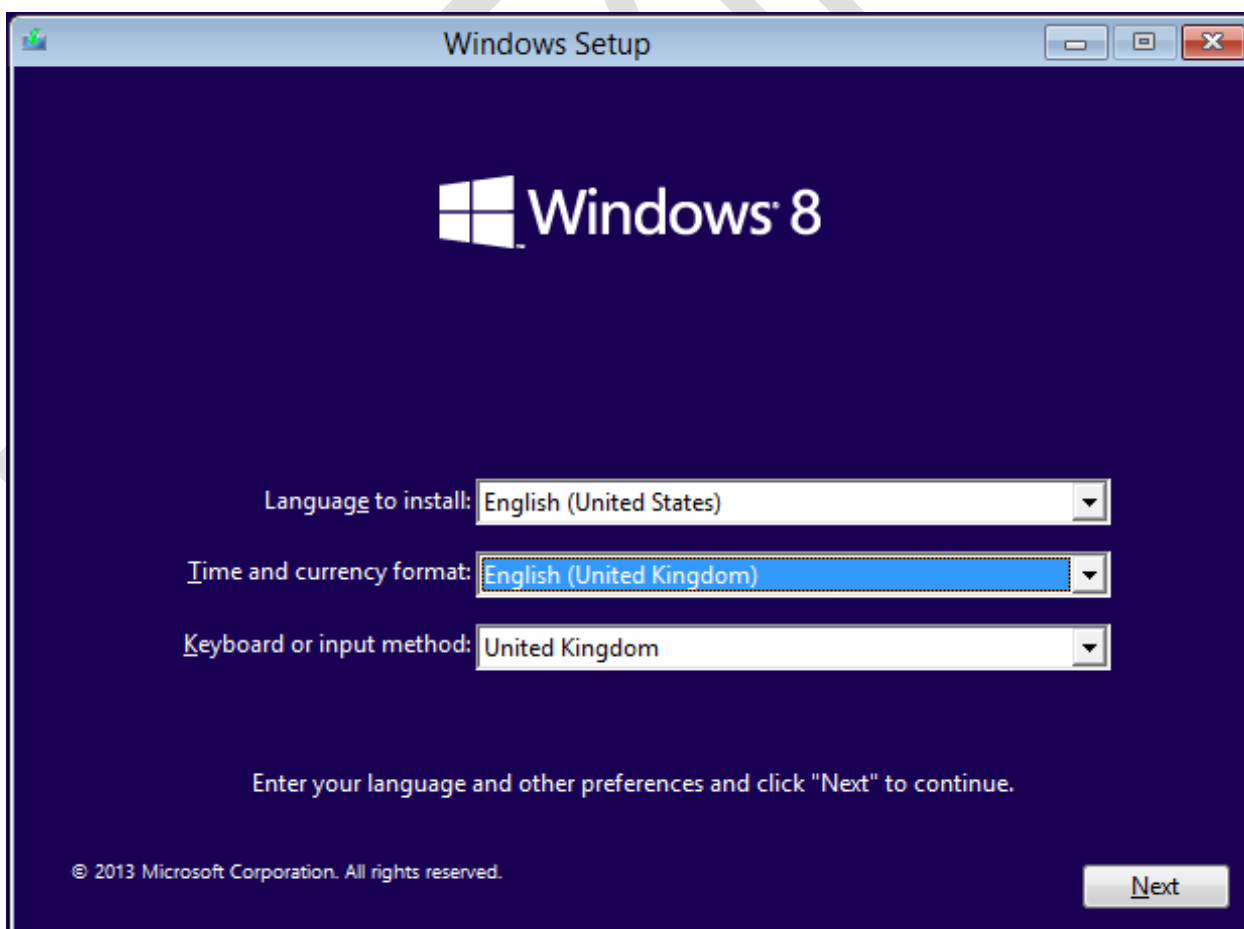 Windows Setup
Windows® 8
Language to install: English (United States)
Time and currency format: English (United Kingdom)
Keyboard or input method: United Kingdom
Enter your language and other preferences and click "Next" to continue.
© 2013 Microsoft Corporation. All rights reserved.
Next